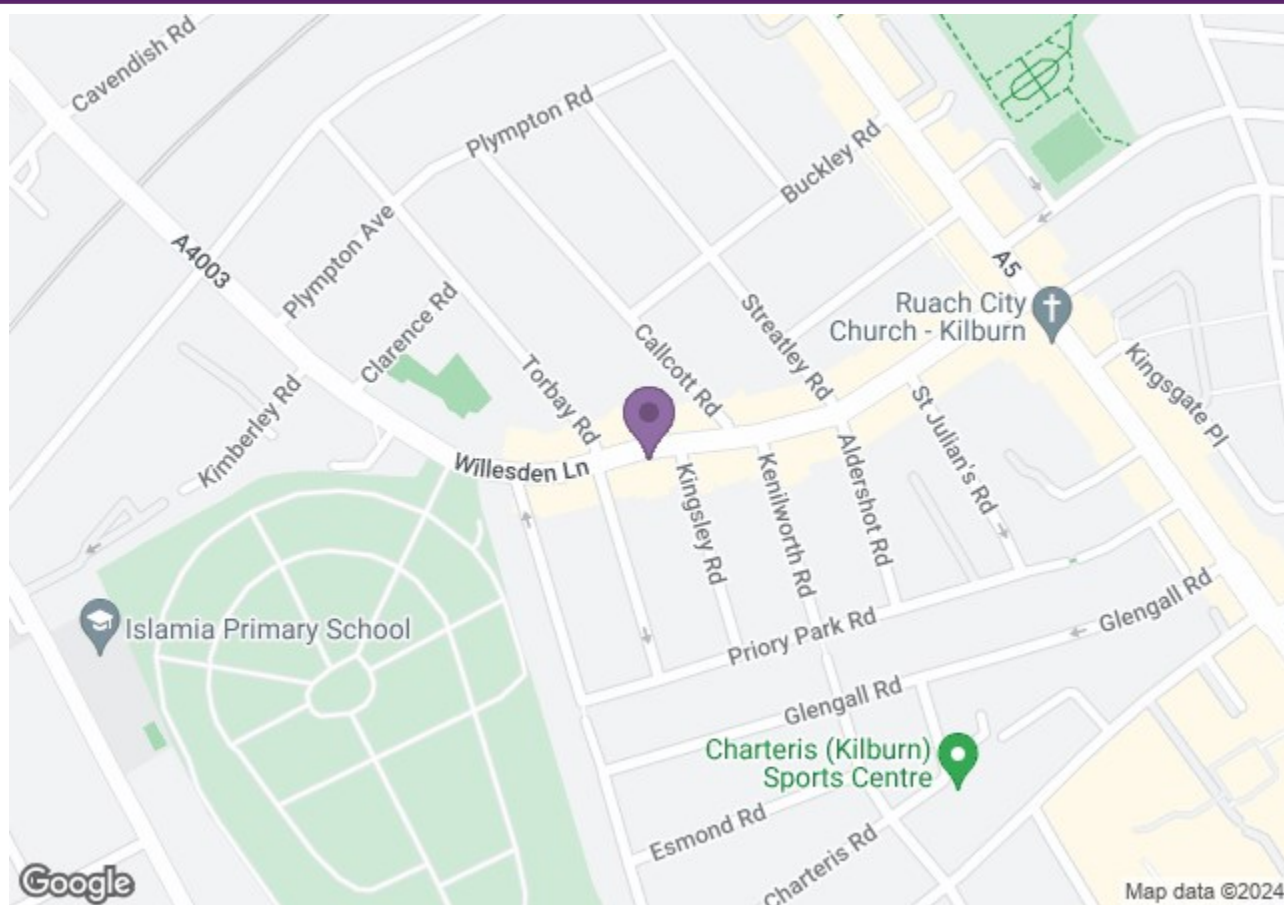 Cavendish Rd
Plympton Rd
Buckley Rd
A4003
Plympton Ave
A5
Clarence Rd
Streatley Rd
Ruach City
Church - Kilburn
Callcott Rd
Torbay Rd
Kingsgate Pl
Kimberley Rd
St Julian's Rd
Willesden Ln
Aldershot Rd
Kenilworth Rd
Kingsley Rd
Islamia Primary School
Priory Park Rd
Glengall Rd
Glengall Rd
Charteris (Kilburn)
Sports Centre
Esmond Rd
Charteris Rd
Google
Map data ©2024